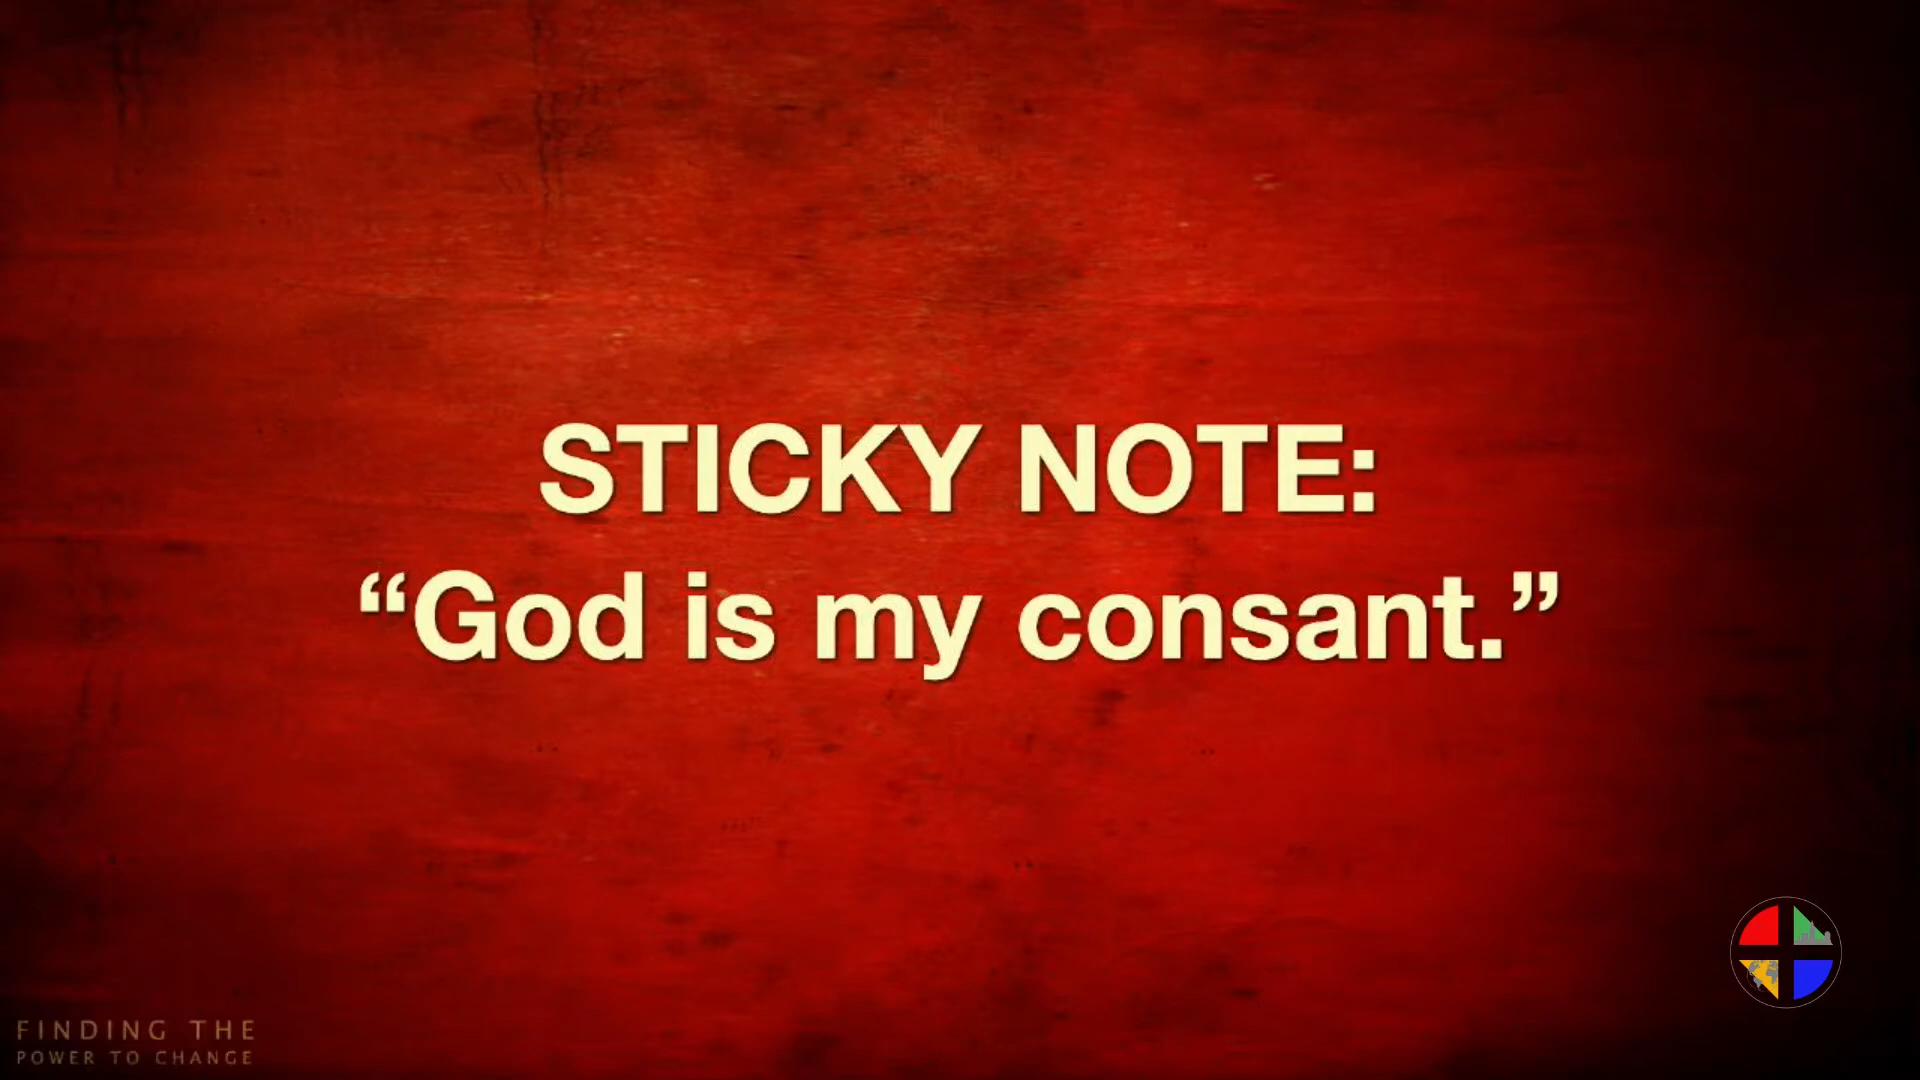 STICKY NOTE:
“God is my consant.”
FINDING THE
POWER TO CHANGE